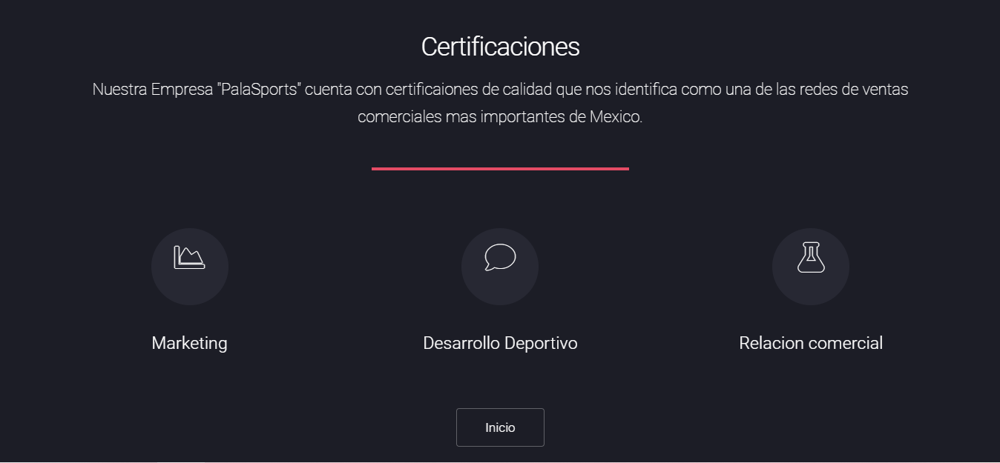 Certificaciones
Nuestra Empresa "PalaSports" cuenta con certificaiones de calidad que nos identifica como una de las redes de ventas
comerciales mas importantes de Mexico.
Marketing
Desarrollo Deportivo
Relacion comercial
Inicio